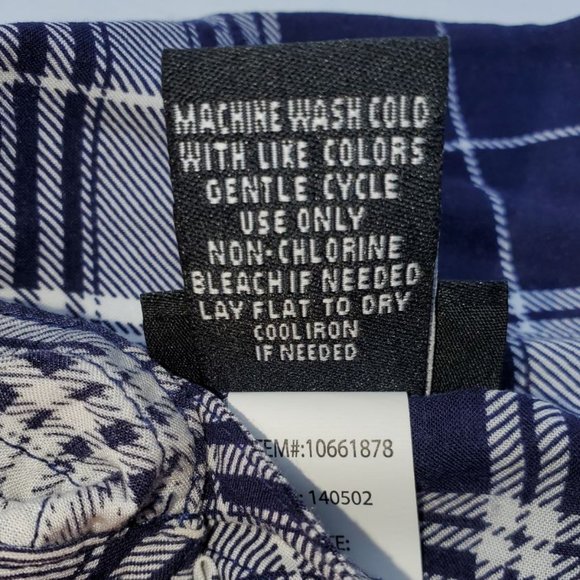 MACHINE WASH COLD
WITH LIKE COLORS
GENTLE CYCLE
USE ONLY
NON-CHLORINE
BLEACH IF NEEDED
LAY FLAT TO DRY
COOL IRON
IF NEEDED
EM#:10661878
: 140502